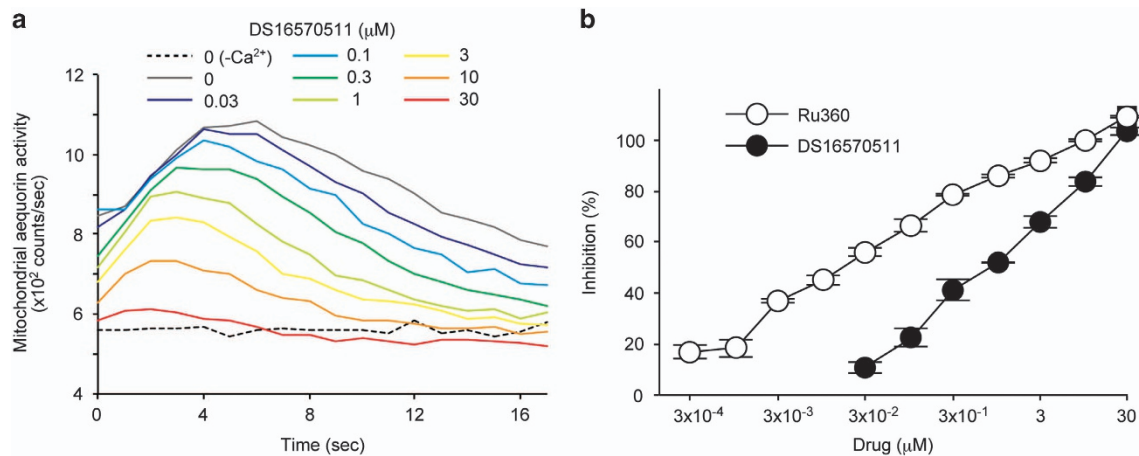 a
DS16570511 (μM)
0 (-Ca²⁺)
0
0.03
0.1
0.3
1
3
10
30
Mitochondrial aequorin activity
(x10² counts/sec)
12
10
8
6
4
0
4
8
12
16
Time (sec)
b
Ru360
DS16570511
Inhibition (%)
100
80
60
40
20
0
3x10⁻⁴
3x10⁻³
3x10⁻²
3x10⁻¹
3
30
Drug (μM)